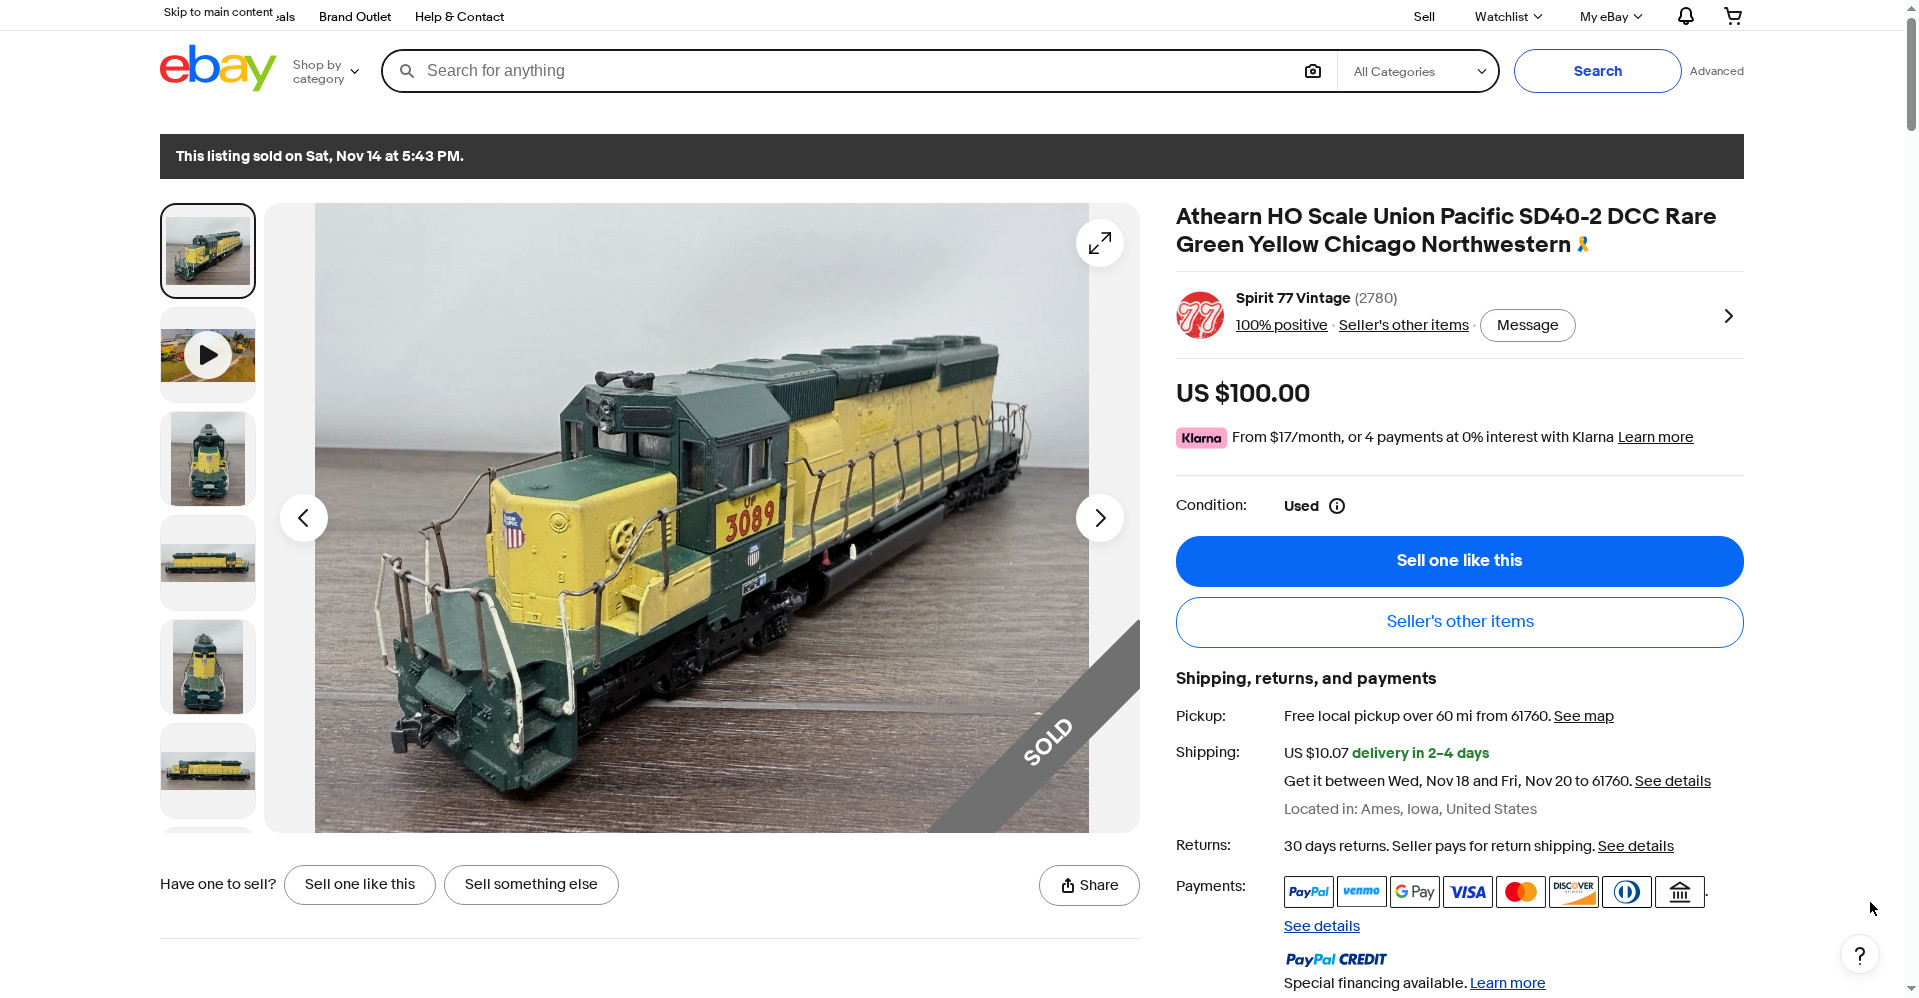 Skip to main content
eals
Brand Outlet
Help & Contact
Sell
Watchlist
My eBay
ebay
Shop by
category
Search for anything
All Categories
Search
Advanced
This listing sold on Sat, Nov 14 at 5:43 PM.
Athearn HO Scale Union Pacific SD40-2 DCC Rare
Green Yellow Chicago Northwestern
77
Spirit 77 Vintage (2780)
100% positive · Seller's other items · Message
US $100.00
Klarna From $17/month, or 4 payments at 0% interest with Klarna Learn more
Condition: Used
Sell one like this
Seller's other items
UP
3089
SOLD
Shipping, returns, and payments
Pickup: Free local pickup over 60 mi from 61760. See map
Shipping: US $10.07 delivery in 2–4 days
Get it between Wed, Nov 18 and Fri, Nov 20 to 61760. See details
Located in: Ames, Iowa, United States
Returns: 30 days returns. Seller pays for return shipping. See details
Payments: PayPal venmo G Pay VISA DISCOVER .
See details
PayPal CREDIT
Special financing available. Learn more
Have one to sell? Sell one like this Sell something else
Share
?